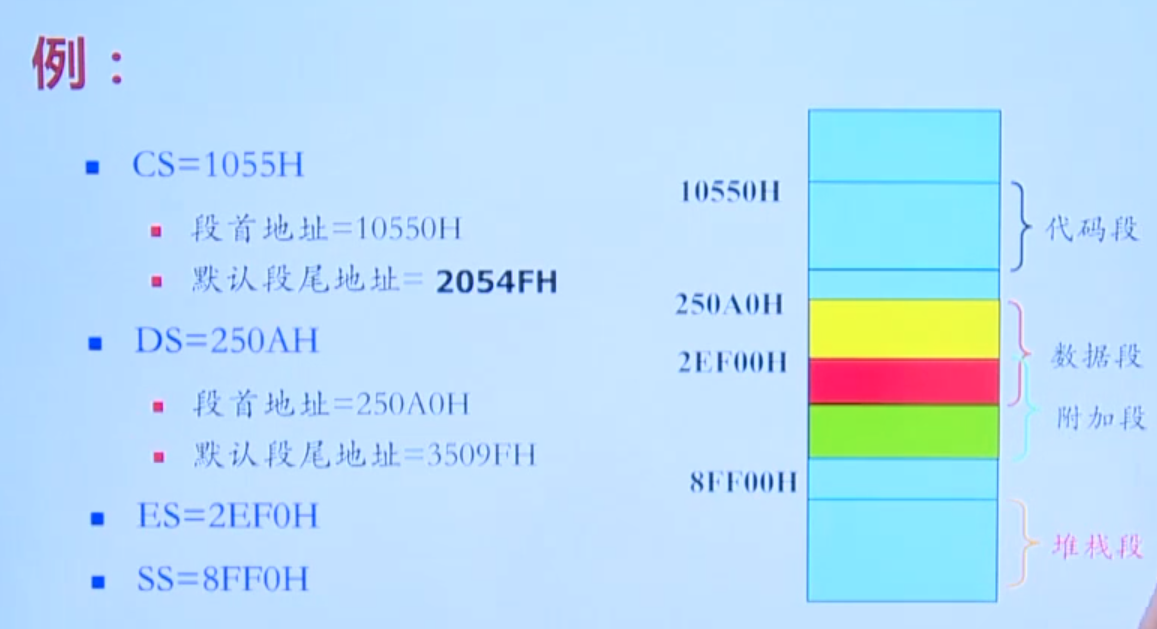 例：
CS=1055H
段首地址=10550H
默认段尾地址= 2054FH
DS=250AH
段首地址=250A0H
默认段尾地址=3509FH
ES=2EF0H
SS=8FF0H
10550H
代码段
250A0H
2EF00H
数据段
附加段
8FF00H
堆栈段